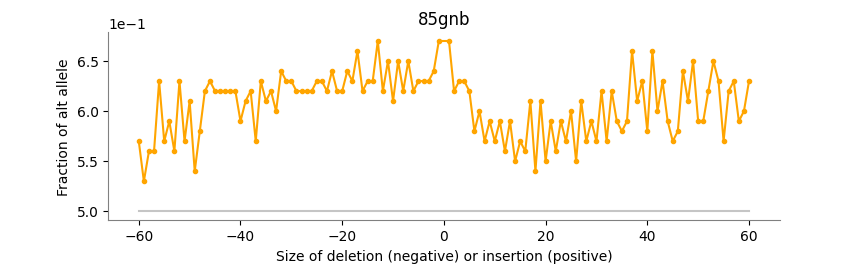 85gnb
1e−1
6.5
6.0
5.5
5.0
Fraction of alt allele
−60 −40 −20 0 20 40 60
Size of deletion (negative) or insertion (positive)